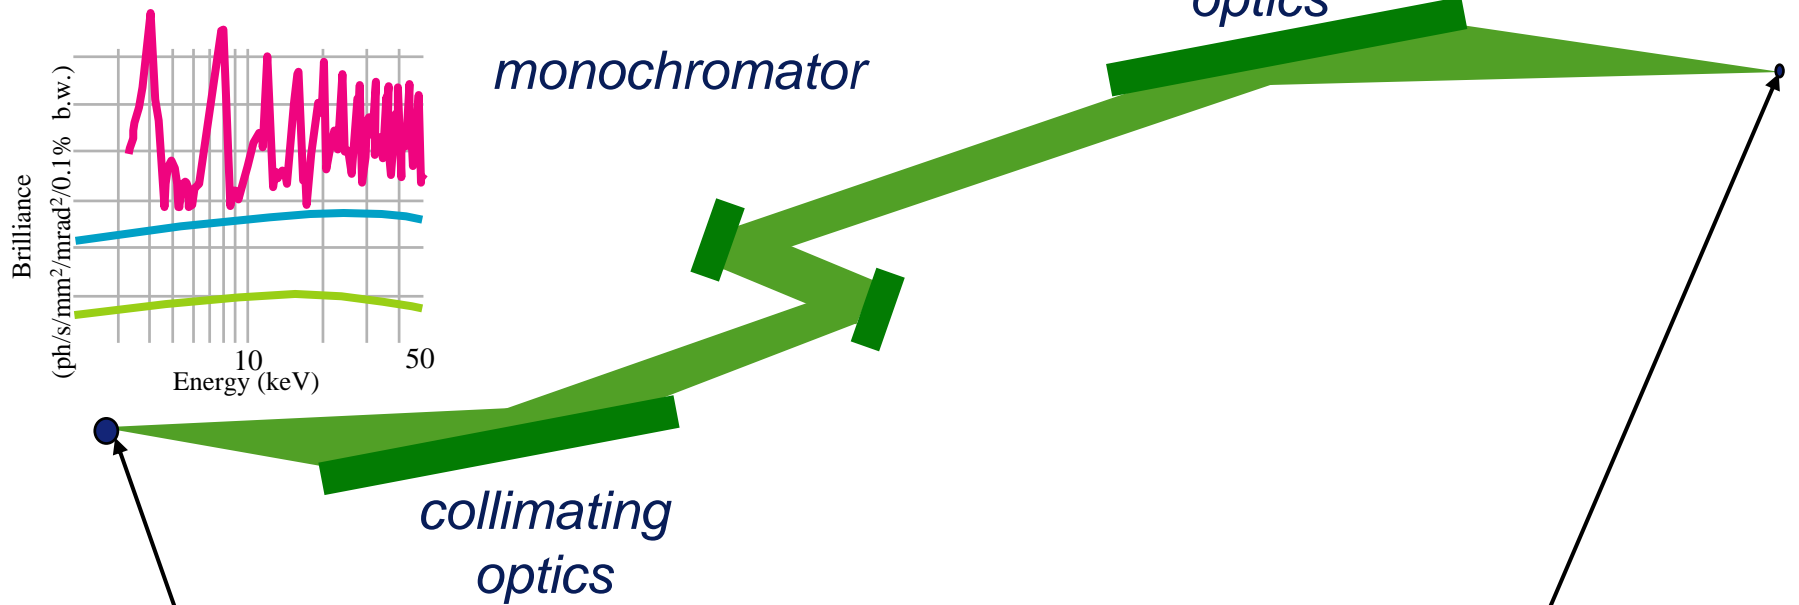 optics
monochromator
Brilliance
(ph/s/mm²/mrad²/0.1% b.w.)
10
50
Energy (keV)
collimating
optics